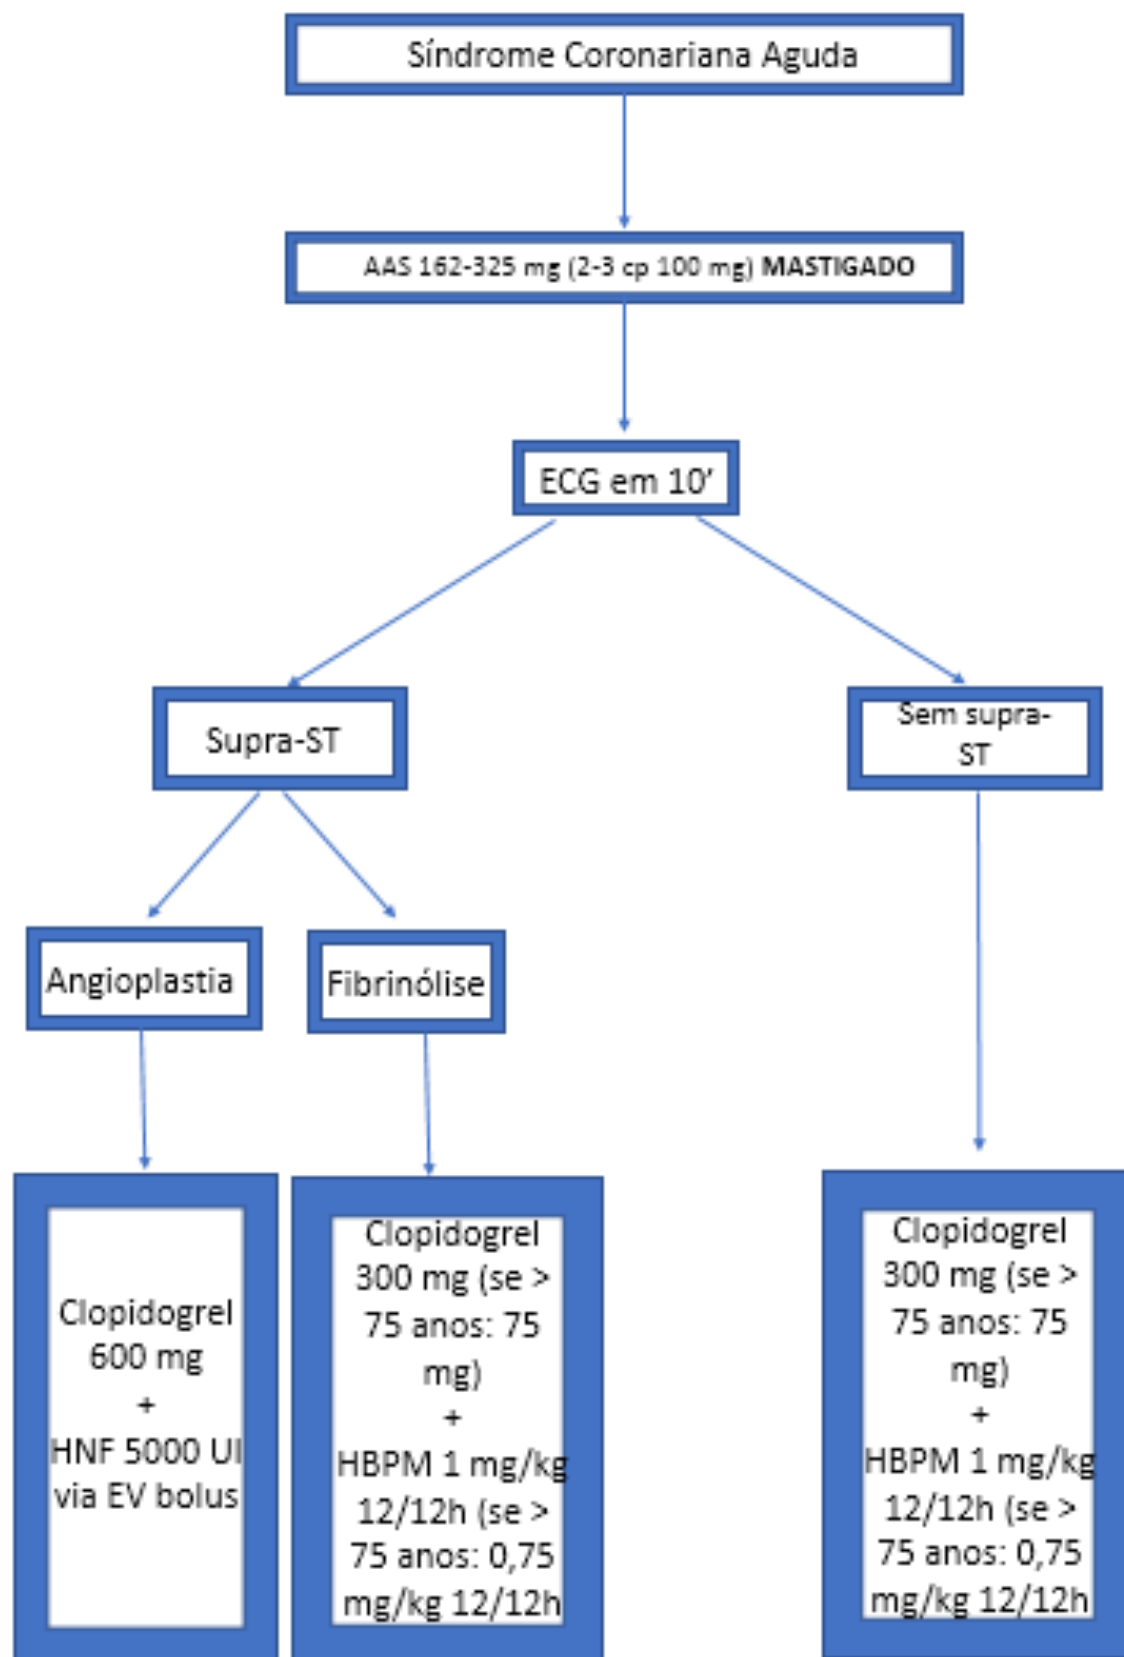 Síndrome Coronariana Aguda
AAS 162-325 mg (2-3 cp 100 mg) MASTIGADO
ECG em 10’
Supra-ST
Sem supra-
ST
Angioplastia
Fibrinólise
Clopidogrel
600 mg
+
HNF 5000 UI
via EV bolus
Clopidogrel
300 mg (se >
75 anos: 75
mg)
+
HBPM 1 mg/kg
12/12h (se >
75 anos: 0,75
mg/kg 12/12h
Clopidogrel
300 mg (se >
75 anos: 75
mg)
+
HBPM 1 mg/kg
12/12h (se >
75 anos: 0,75
mg/kg 12/12h